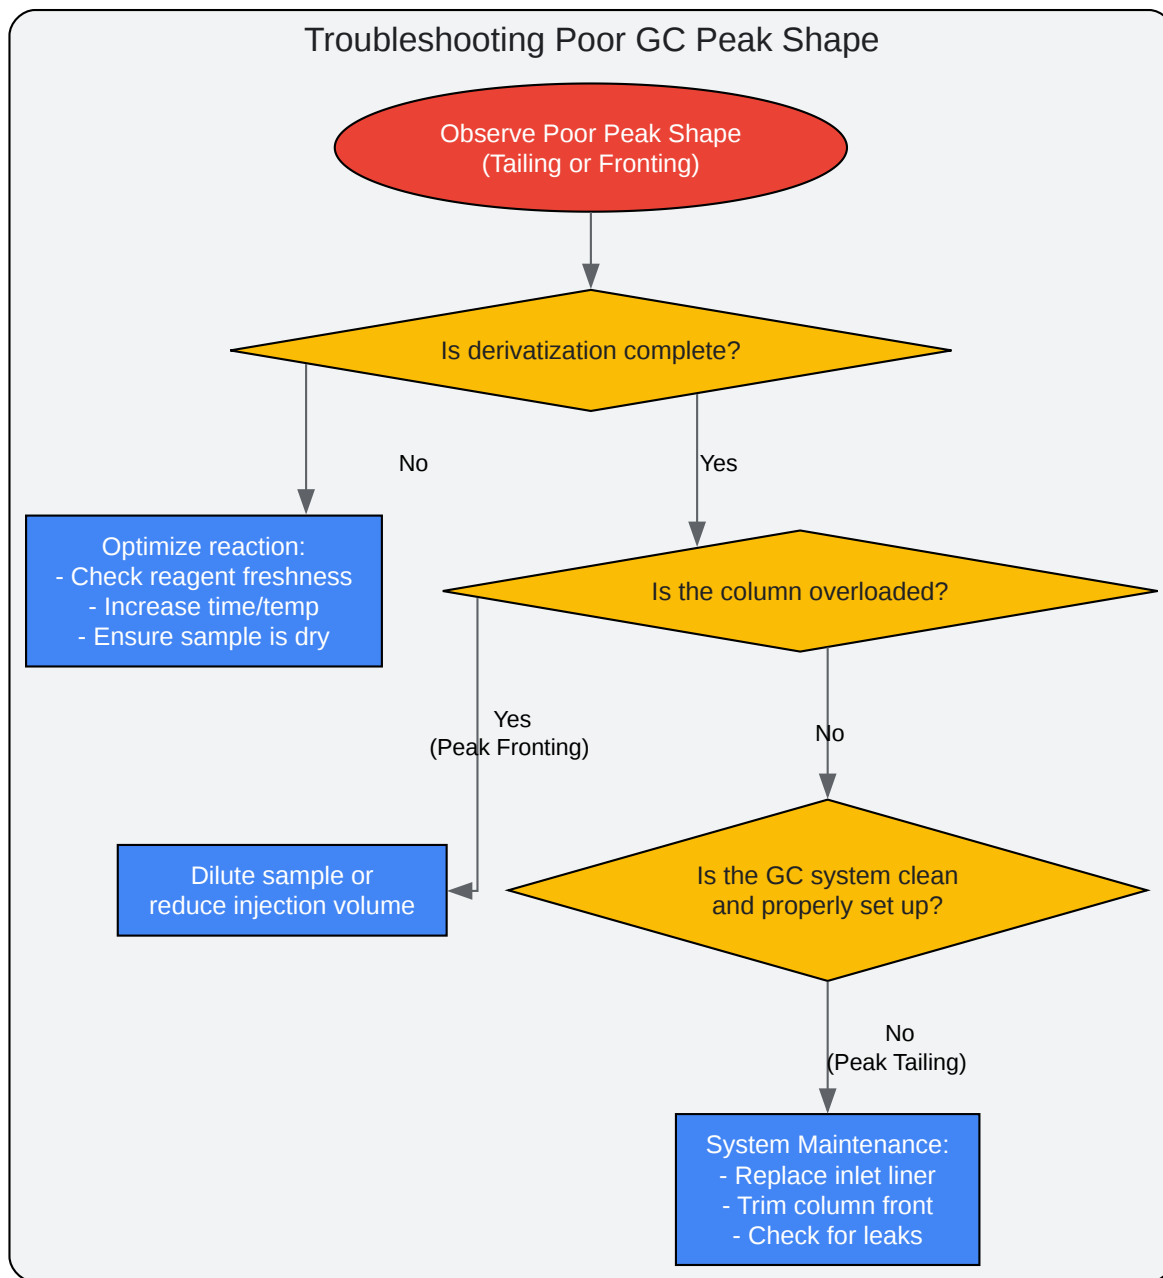 Troubleshooting Poor GC Peak Shape
Observe Poor Peak Shape
(Tailing or Fronting)
Is derivatization complete?
No
Yes
Optimize reaction:
- Check reagent freshness
- Increase time/temp
- Ensure sample is dry
Is the column overloaded?
Yes
(Peak Fronting)
No
Dilute sample or
reduce injection volume
Is the GC system clean
and properly set up?
No
(Peak Tailing)
System Maintenance:
- Replace inlet liner
- Trim column front
- Check for leaks